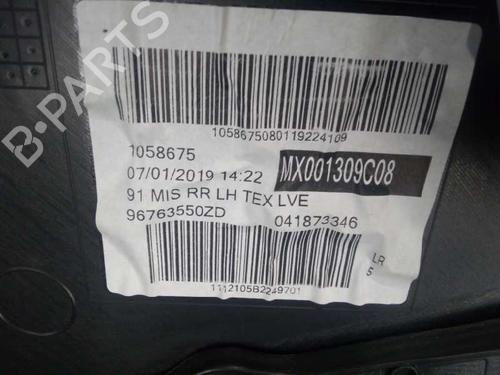 1058675080119224109
1058675
07/01/2019 14:22
MX001309C08
91 MIS RR LH TEX LVE
96763550ZD
041873346
LR
5
1112105B2249701
B-PARTS